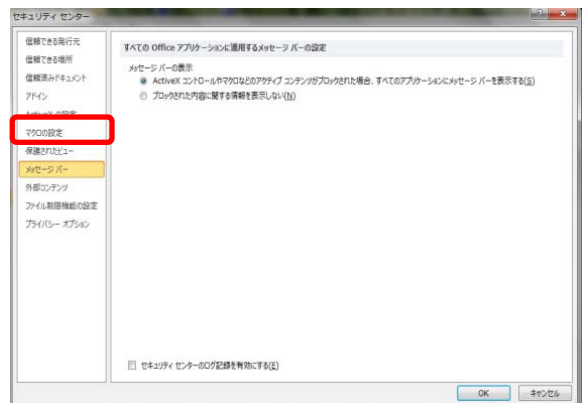 セキュリティ センター
信頼できる発行元
信頼できる場所
信頼済みドキュメント
アドイン
ActiveX の設定
マクロの設定
保護されたビュー
メッセージ バー
外部コンテンツ
ファイル制限機能の設定
プライバシー オプション
すべての Office アプリケーションに適用するメッセージ バーの設定
メッセージ バーの表示
ActiveX コントロールやマクロなどのアクティブ コンテンツがブロックされた場合、すべてのアプリケーションにメッセージ バーを表示する(S)
ブロックされた内容に関する情報を表示しない(N)
セキュリティ センターのログ記録を有効にする(E)
OK
キャンセル